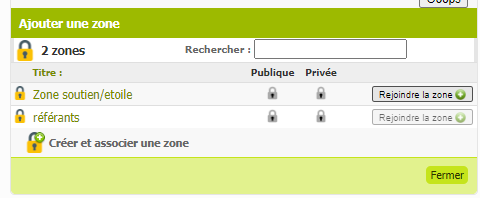 Ajouter une zone
2 zones Rechercher :
Titre : Publique Privée
Zone soutien/etoile Rejoindre la zone
référants Rejoindre la zone
Créer et associer une zone
Fermer